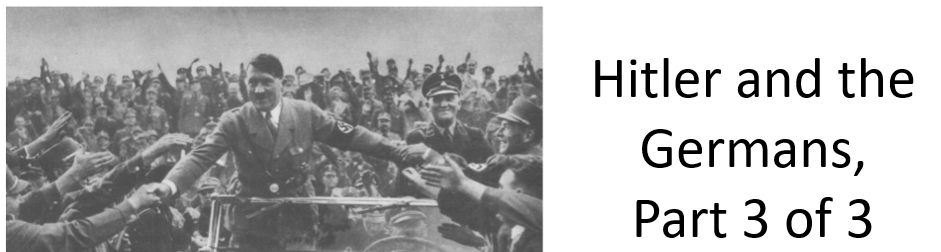 Hitler and the
Germans,
Part 3 of 3